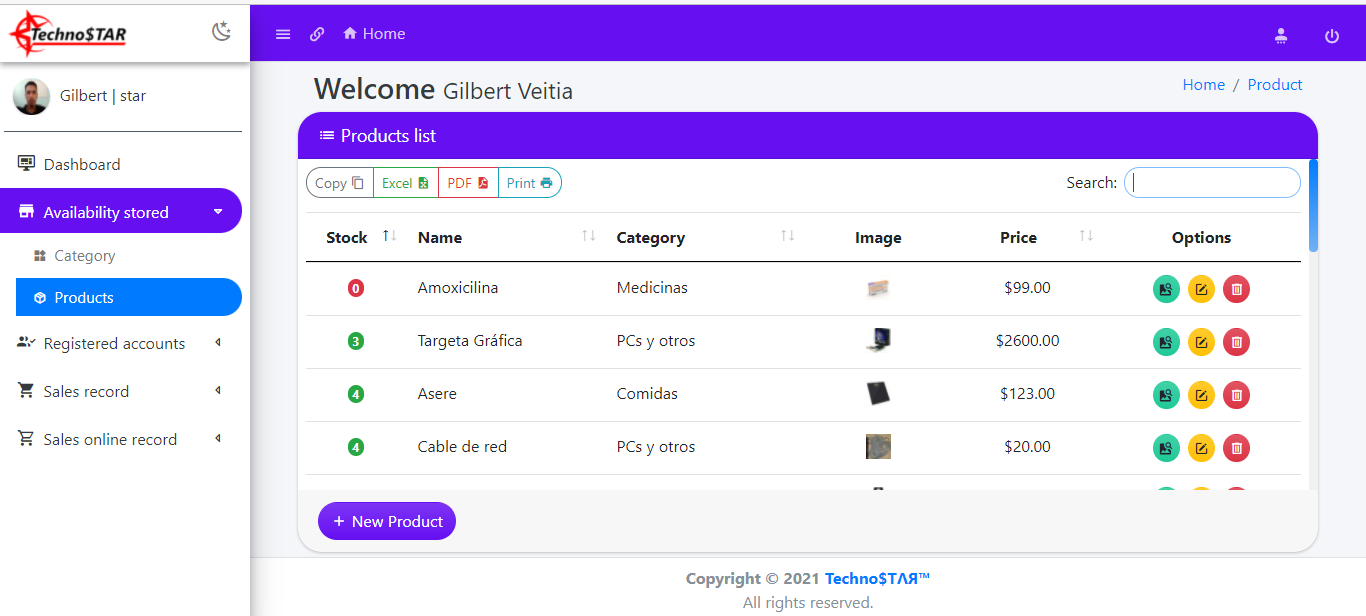 Techno$TAR
Home
Gilbert | star
Welcome Gilbert Veitia
Home / Product
Dashboard
Availability stored
Category
Products
Registered accounts
Sales record
Sales online record
Products list
Copy Excel PDF Print
Search:
Stock Name Category Image Price Options
0 Amoxicilina Medicinas $99.00
3 Targeta Gráfica PCs y otros $2600.00
4 Asere Comidas $123.00
4 Cable de red PCs y otros $20.00
+ New Product
Copyright © 2021 Techno$TΛЯ™
All rights reserved.